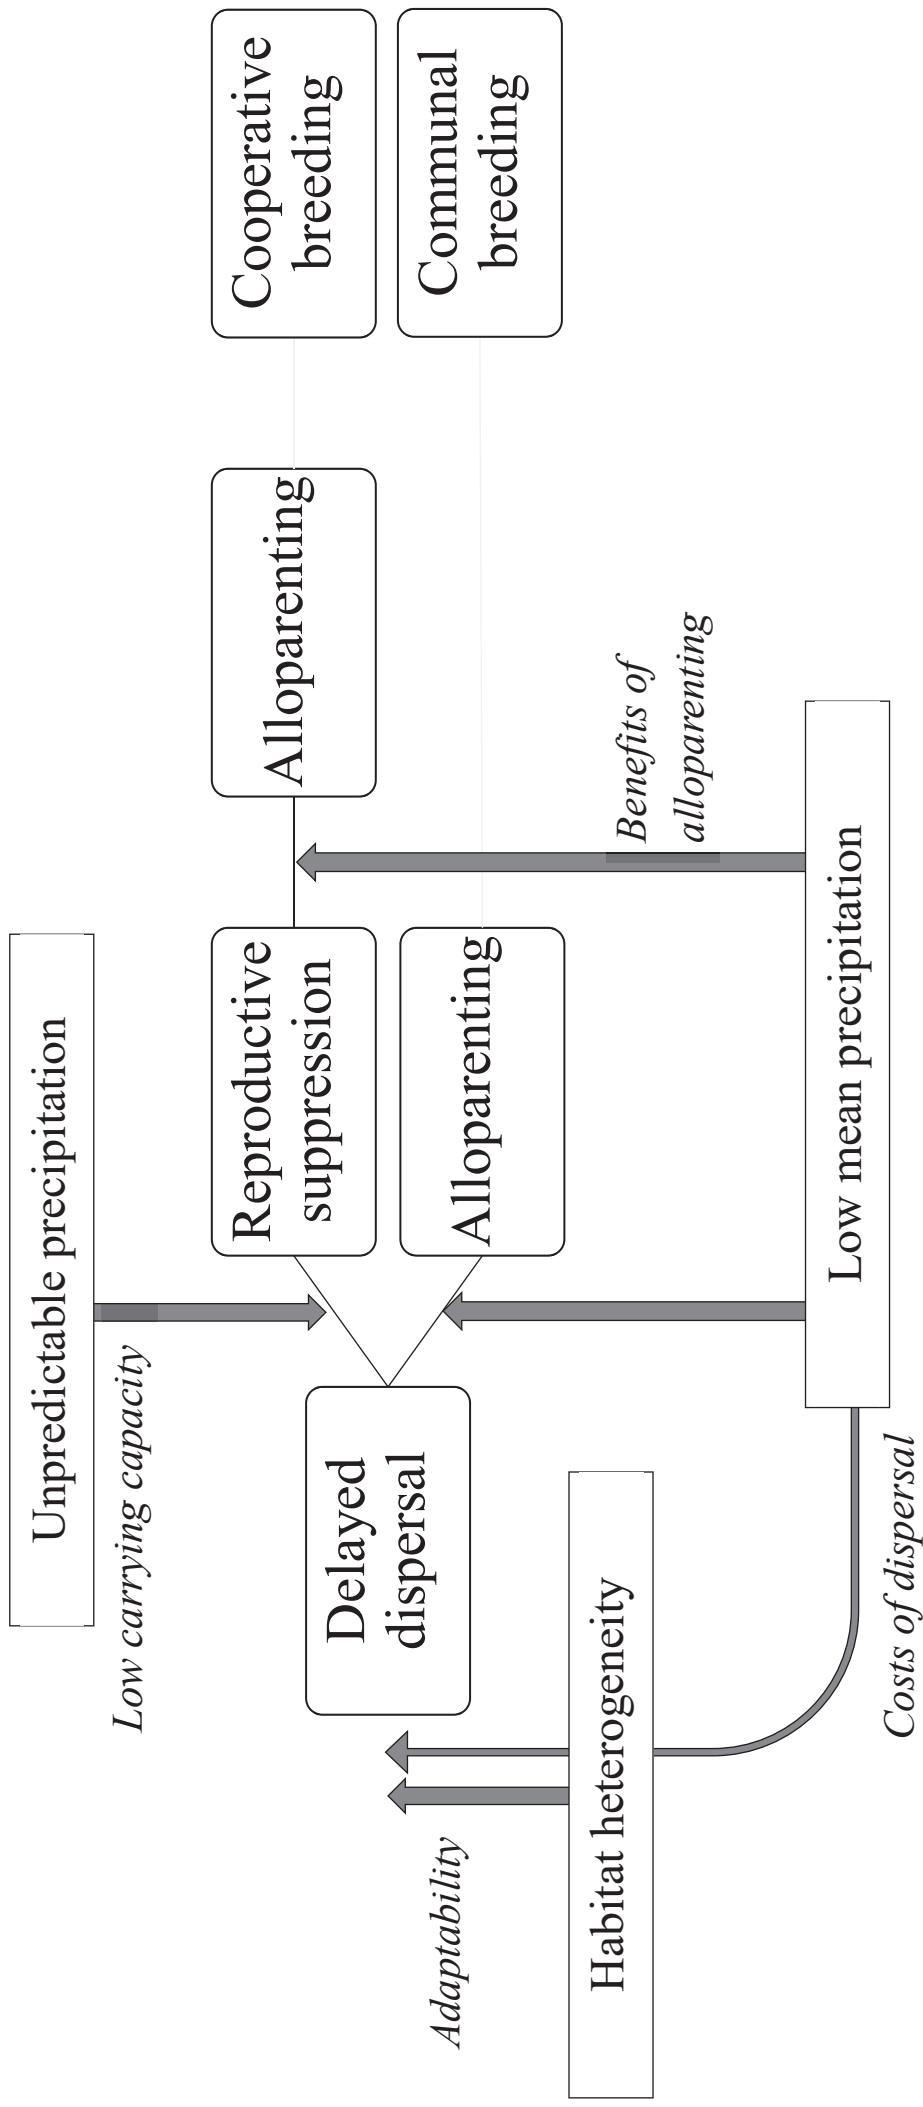 Unpredictable precipitation
Low carrying capacity
Reproductive
suppression
Alloparenting
Cooperative
breeding
Delayed
dispersal
Alloparenting
Communal
breeding
Adaptability
Habitat heterogeneity
Benefits of
alloparenting
Low mean precipitation
Costs of dispersal